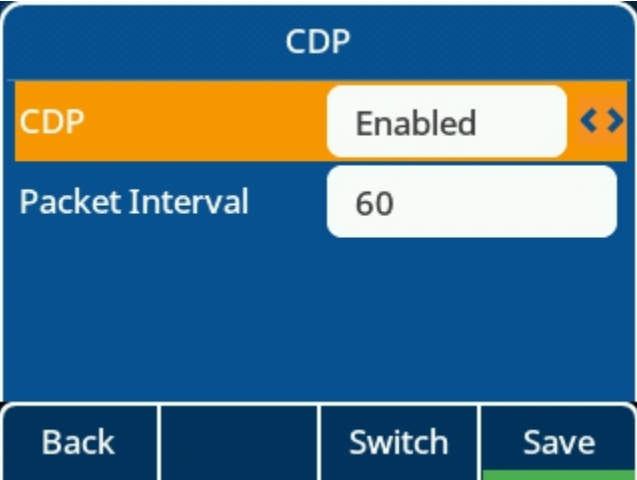 CDP
CDP Enabled
Packet Interval 60
Back Switch Save